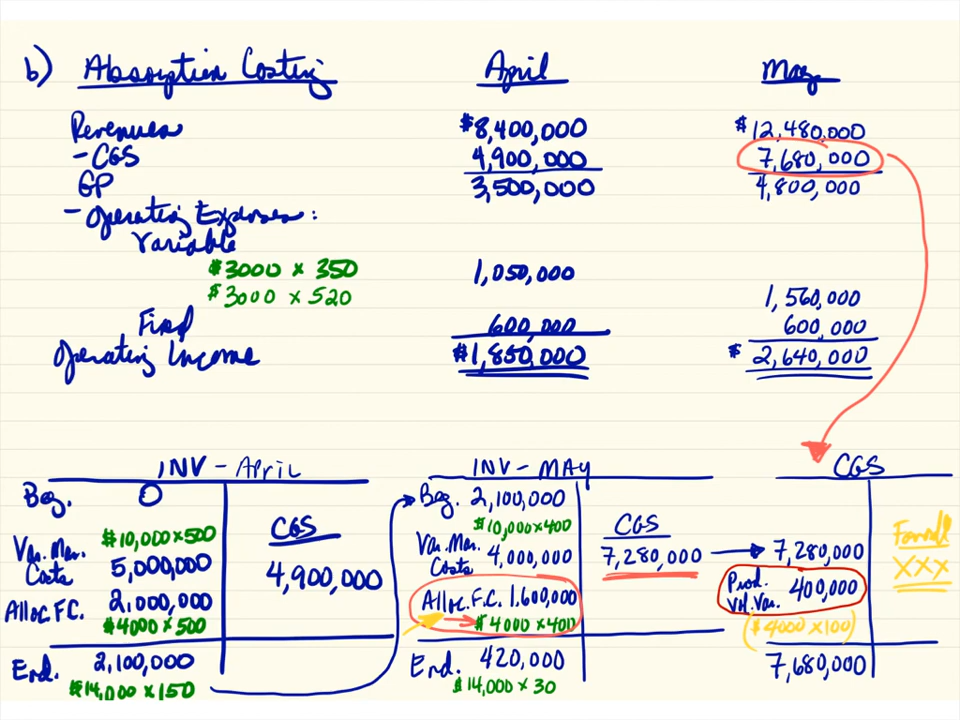 b) Absorption Costing April May
Revenues $8,400,000 $12,480,000
- CGS 4,900,000 7,680,000
GP 3,500,000 4,800,000
- Operating Expenses:
Variable
$3000 x 350 1,050,000
$3000 x 520 1,560,000
Fixed 600,000 600,000
Operating Income $1,850,000 $2,640,000
INV - April
Beg. 0
$10,000x500
Var. Man. Costs 5,000,000
Alloc F.C. 2,000,000
$4000 x 500
End. 2,100,000
$14,000 x 150
CGS
4,900,000
INV - MAY
Beg. 2,100,000
$10,000x400
Var. Man. Costs 4,000,000
Alloc. F.C. 1,600,000
$4000 x 400
End. 420,000
$14,000 x 30
CGS
7,280,000
CGS
7,280,000
Prod. Vol. Var. 400,000
($4000 x 100)
7,680,000
XXX